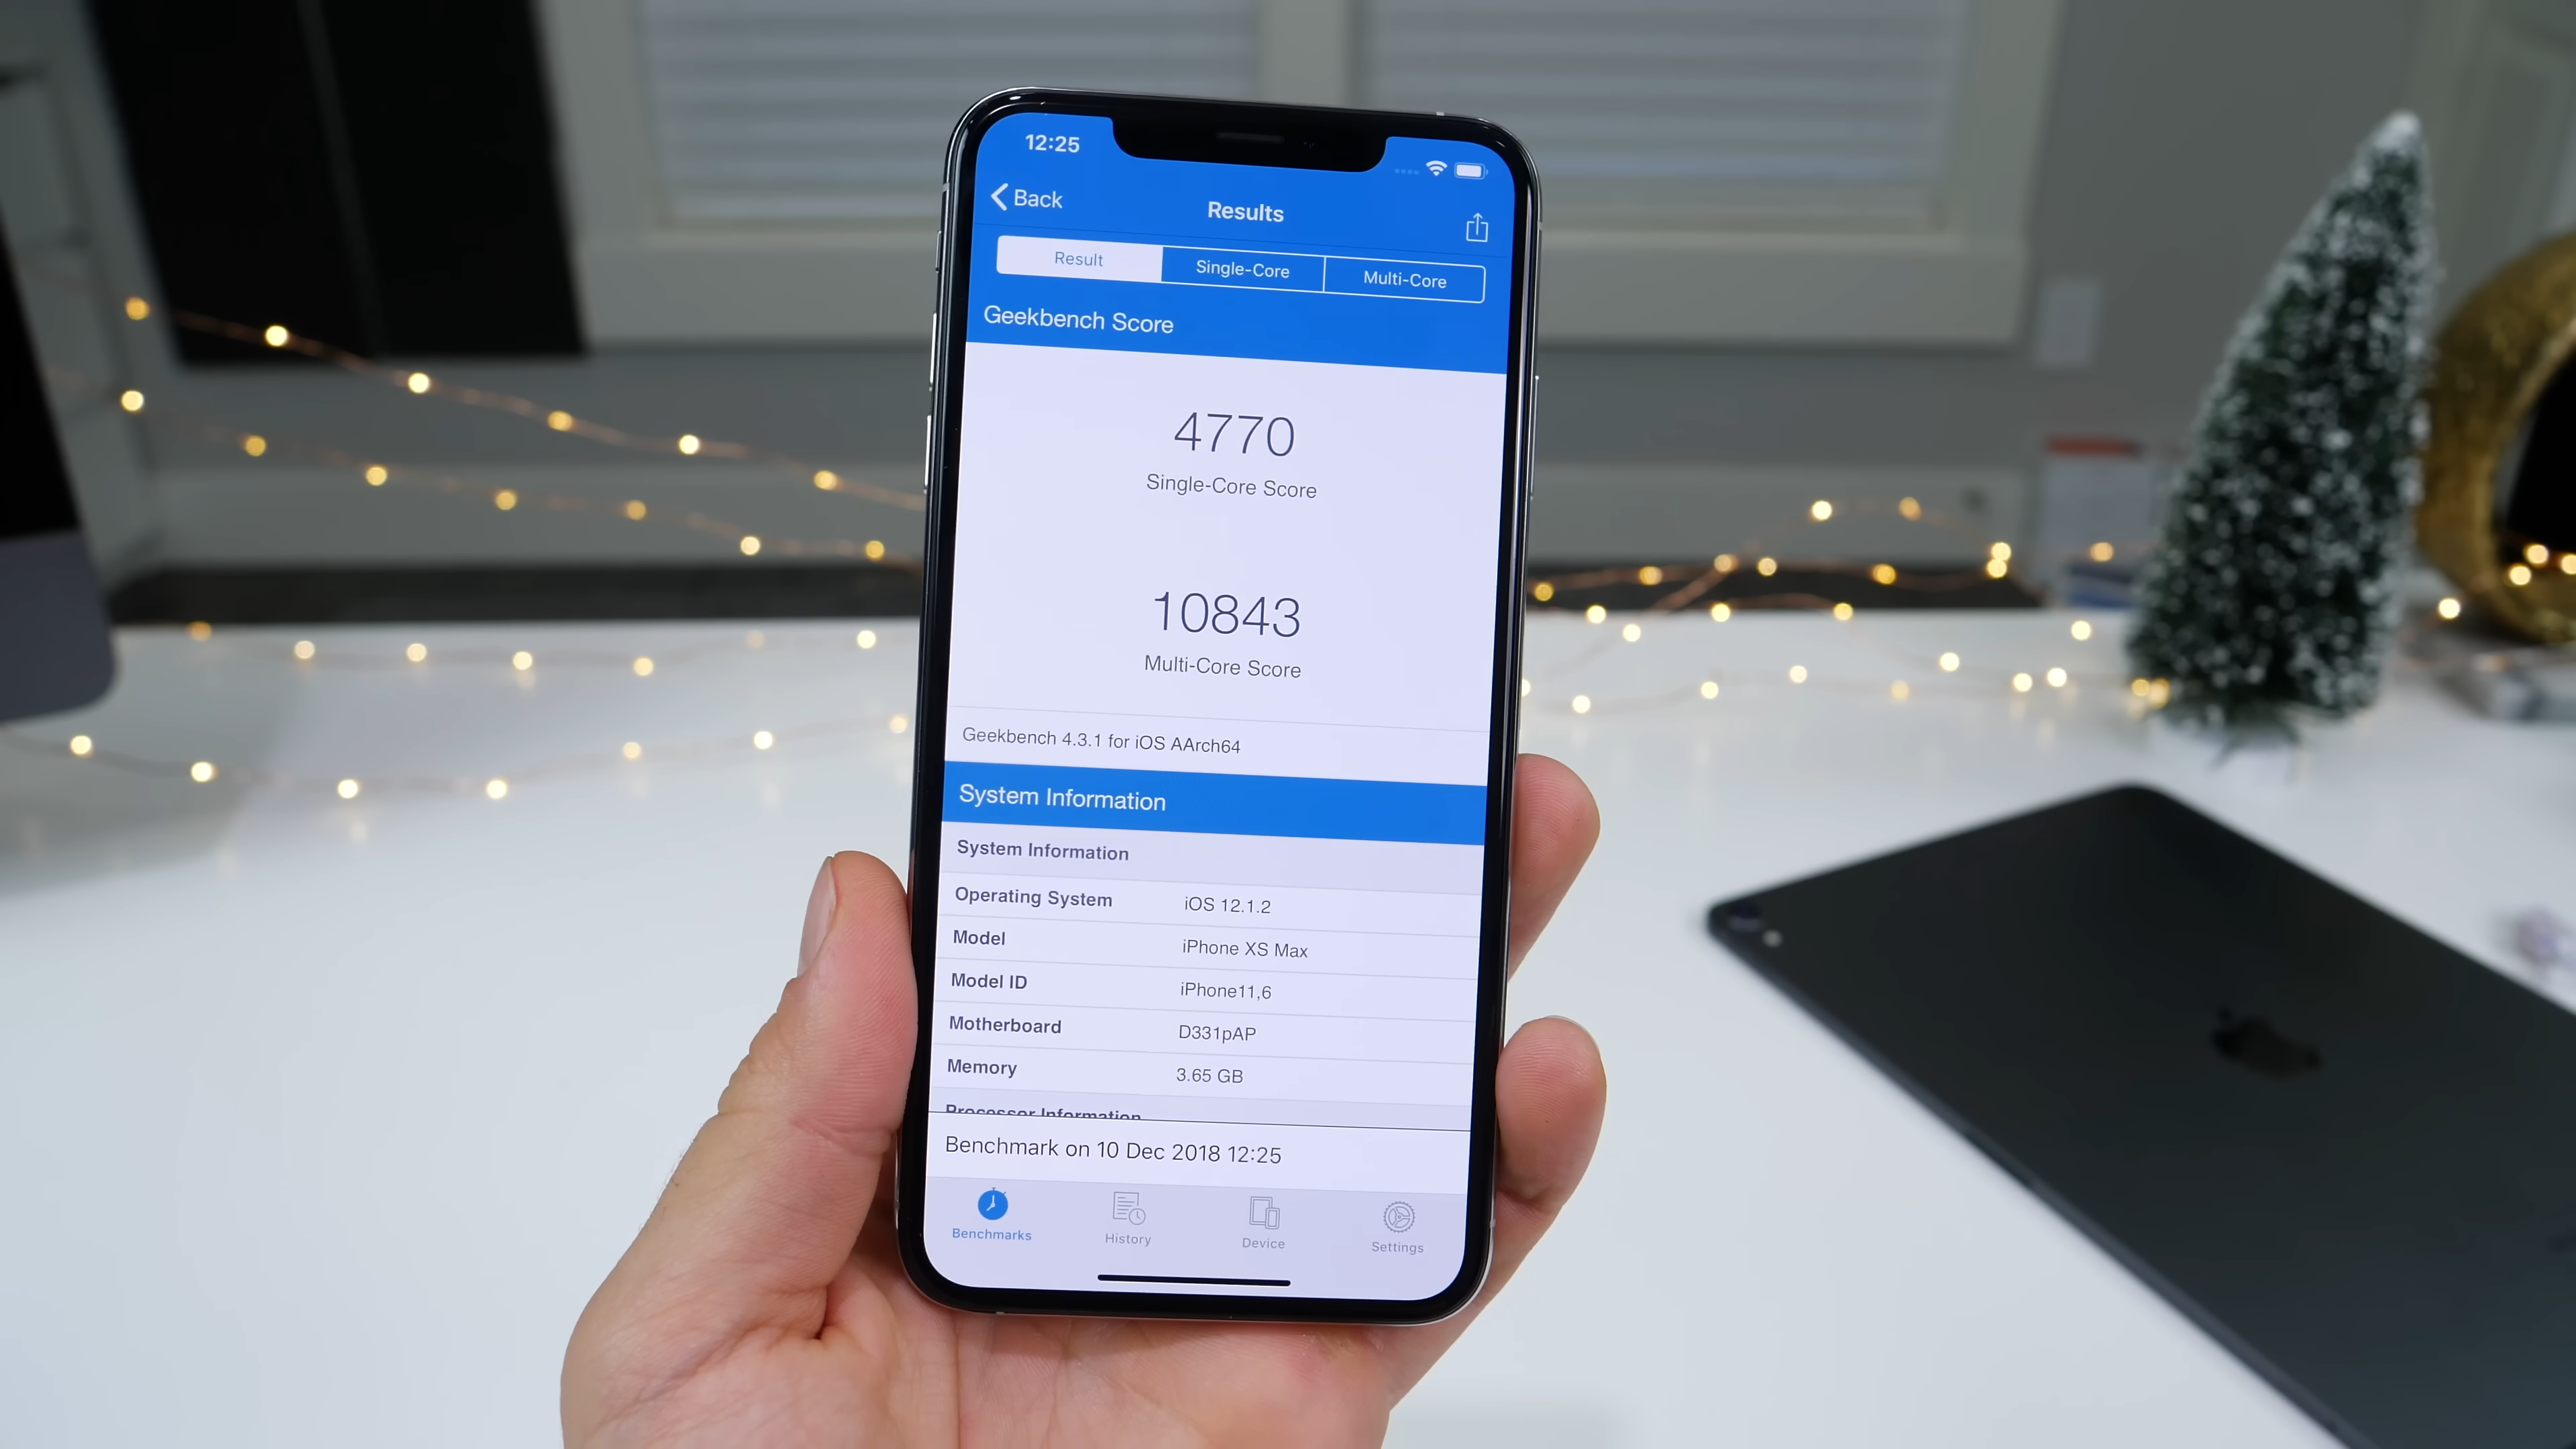 12:25
Back
Results
Result Single-Core Multi-Core
Geekbench Score
4770
Single-Core Score
10843
Multi-Core Score
Geekbench 4.3.1 for iOS AArch64
System Information
System Information
Operating System iOS 12.1.2
Model iPhone XS Max
Model ID iPhone11,6
Motherboard D331pAP
Memory 3.65 GB
Processor Information
Benchmark on 10 Dec 2018 12:25
Benchmarks History Device Settings